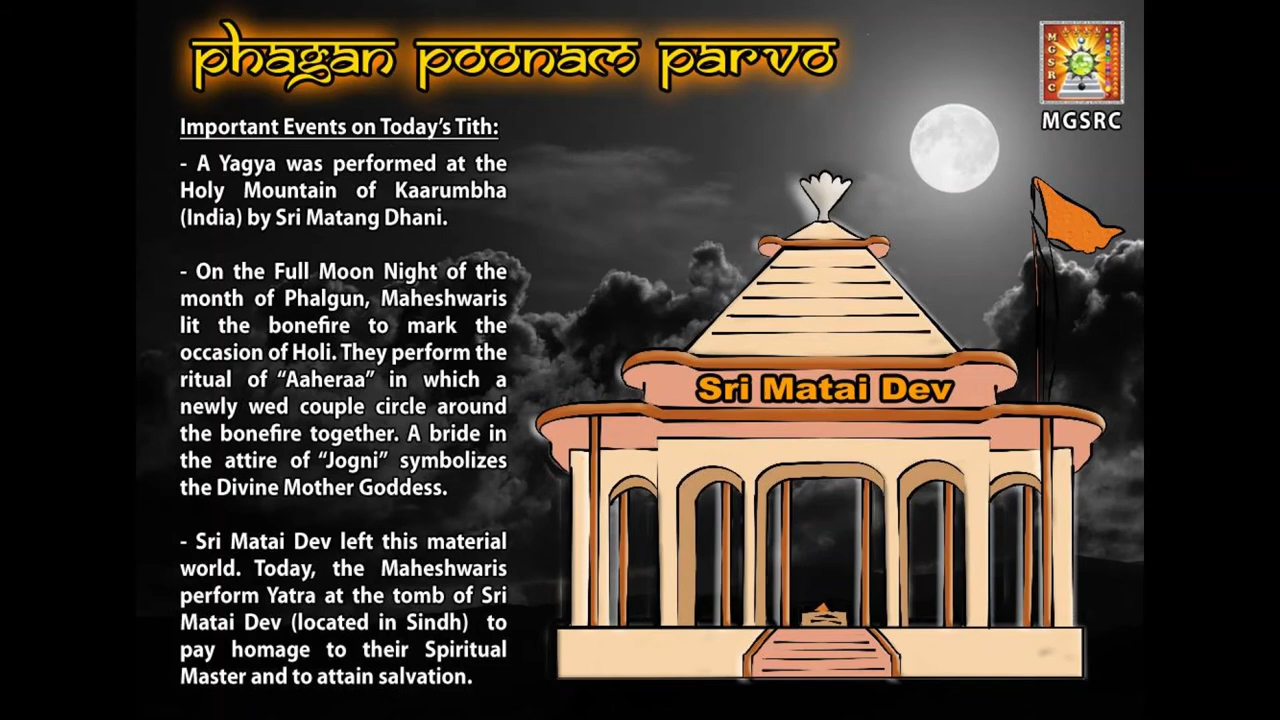 Phagan Poonam Parvo
MGSRC
MGSRC
Important Events on Today's Tith:
- A Yagya was performed at the
Holy Mountain of Kaarumbha
(India) by Sri Matang Dhani.
- On the Full Moon Night of the
month of Phalgun, Maheshwaris
lit the bonefire to mark the
occasion of Holi. They perform the
ritual of “Aaheraa” in which a
newly wed couple circle around
the bonefire together. A bride in
the attire of “Jogni” symbolizes
the Divine Mother Goddess.
- Sri Matai Dev left this material
world. Today, the Maheshwaris
perform Yatra at the tomb of Sri
Matai Dev (located in Sindh) to
pay homage to their Spiritual
Master and to attain salvation.
Sri Matai Dev